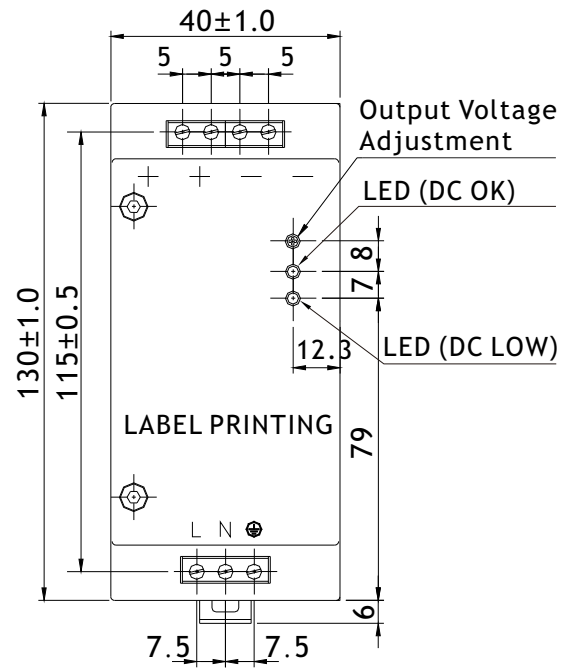 40±1.0
5 5 5
Output Voltage
Adjustment
+ + − −
LED (DC OK)
8
7
LED (DC LOW)
12.3
130±1.0
115±0.5
79
LABEL PRINTING
L N
6
7.5 7.5